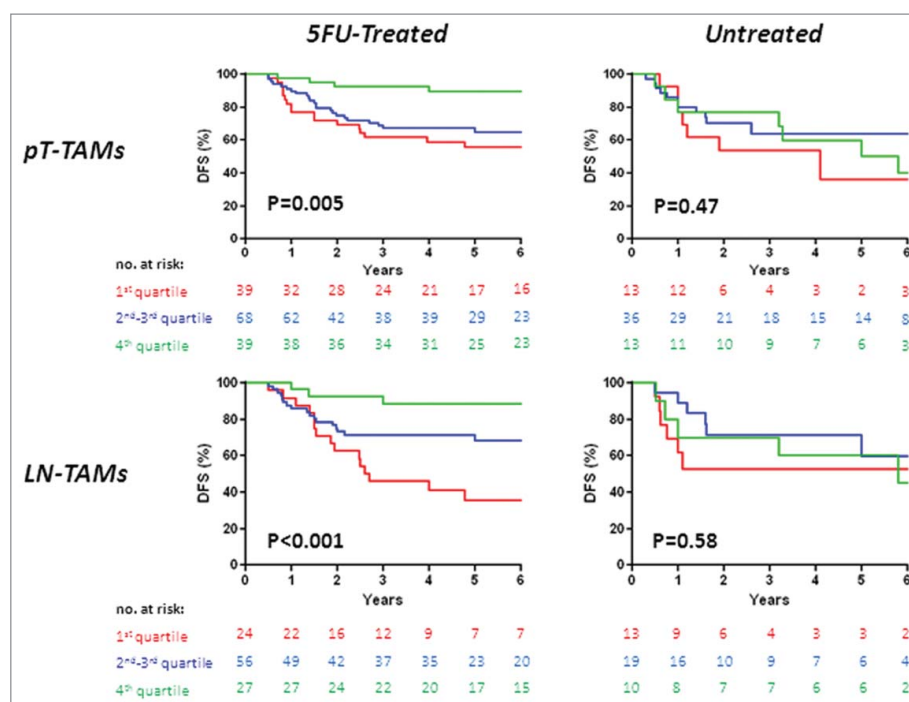 5FU-Treated Untreated
pT-TAMs
DFS (%)
100
80
60
40
20
0
P=0.005
0 1 2 3 4 5 6
Years
DFS (%)
100
80
60
40
20
0
P=0.47
0 1 2 3 4 5 6
Years
no. at risk:
1st quartile 39 32 28 24 21 17 16 13 12 6 4 3 2 3
2nd-3rd quartile 68 62 42 38 39 29 23 36 29 21 18 15 14 8
4th quartile 39 38 36 34 31 25 23 13 11 10 9 7 6 3
LN-TAMs
DFS (%)
100
80
60
40
20
0
P<0.001
0 1 2 3 4 5 6
Years
DFS (%)
100
80
60
40
20
0
P=0.58
0 1 2 3 4 5 6
Years
no. at risk:
1st quartile 24 22 16 12 9 7 7 13 9 6 4 3 3 2
2nd-3rd quartile 56 49 42 37 35 23 20 19 16 10 9 7 6 4
4th quartile 27 27 24 22 20 17 15 10 8 7 7 6 6 2